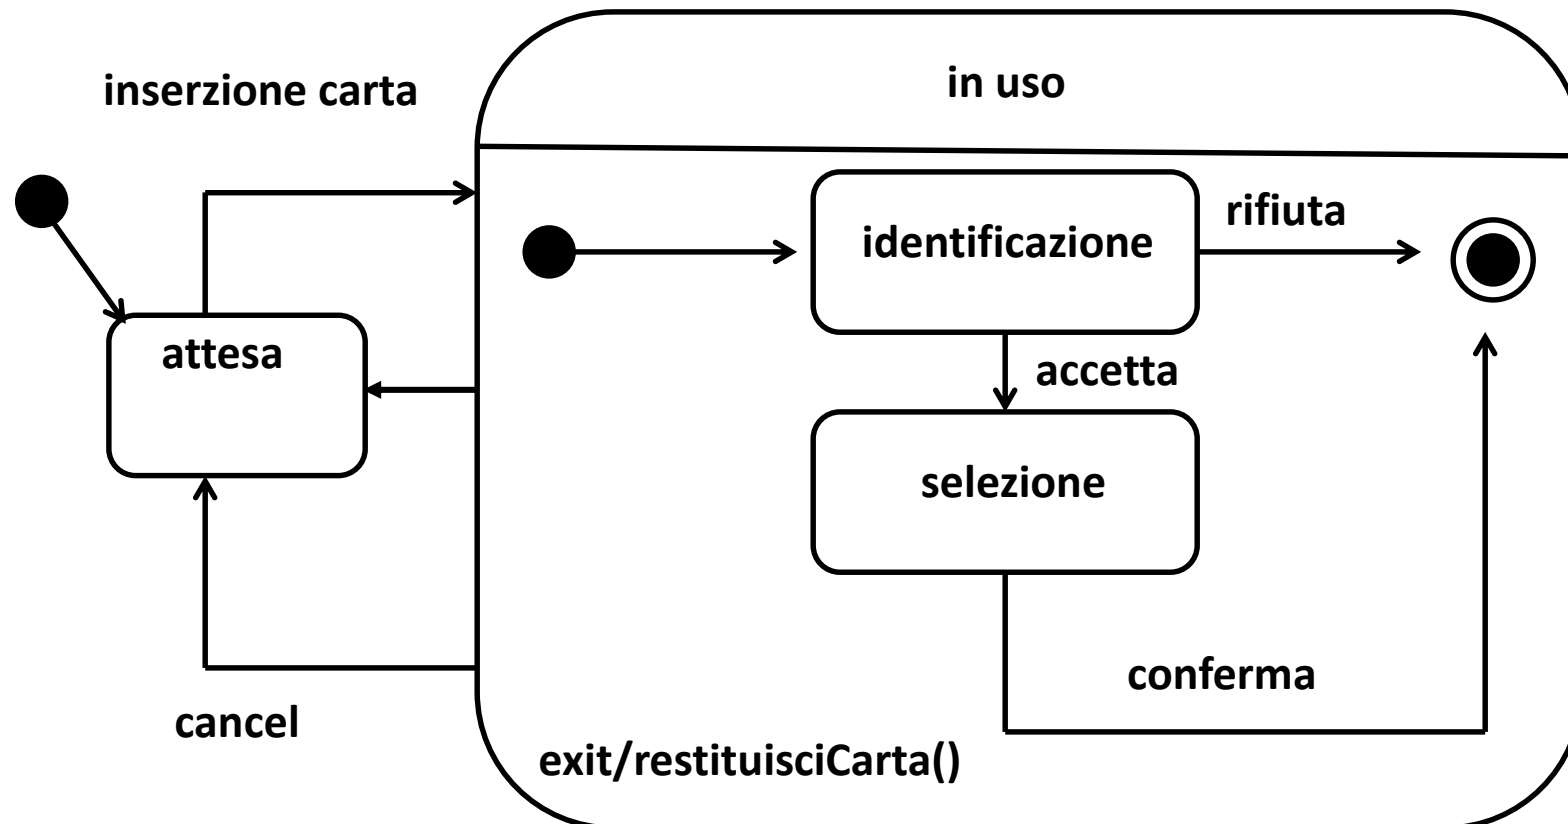 inserzione carta
in uso
identificazione
rifiuta
attesa
accetta
selezione
conferma
cancel
exit/restituisciCarta()